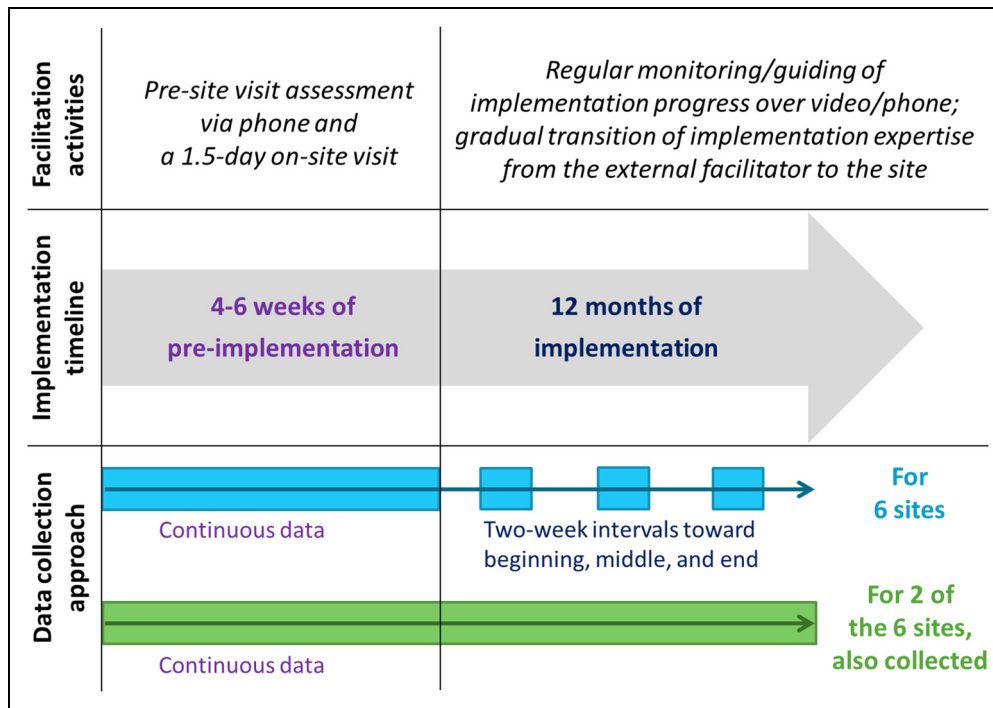 Facilitation
activities
Pre-site visit assessment
via phone and
a 1.5-day on-site visit
Regular monitoring/guiding of
implementation progress over video/phone;
gradual transition of implementation expertise
from the external facilitator to the site
Implementation
timeline
4-6 weeks of
pre-implementation
12 months of
implementation
Data collection
approach
Continuous data
Two-week intervals toward
beginning, middle, and end
For
6 sites
Continuous data
For 2 of
the 6 sites,
also collected